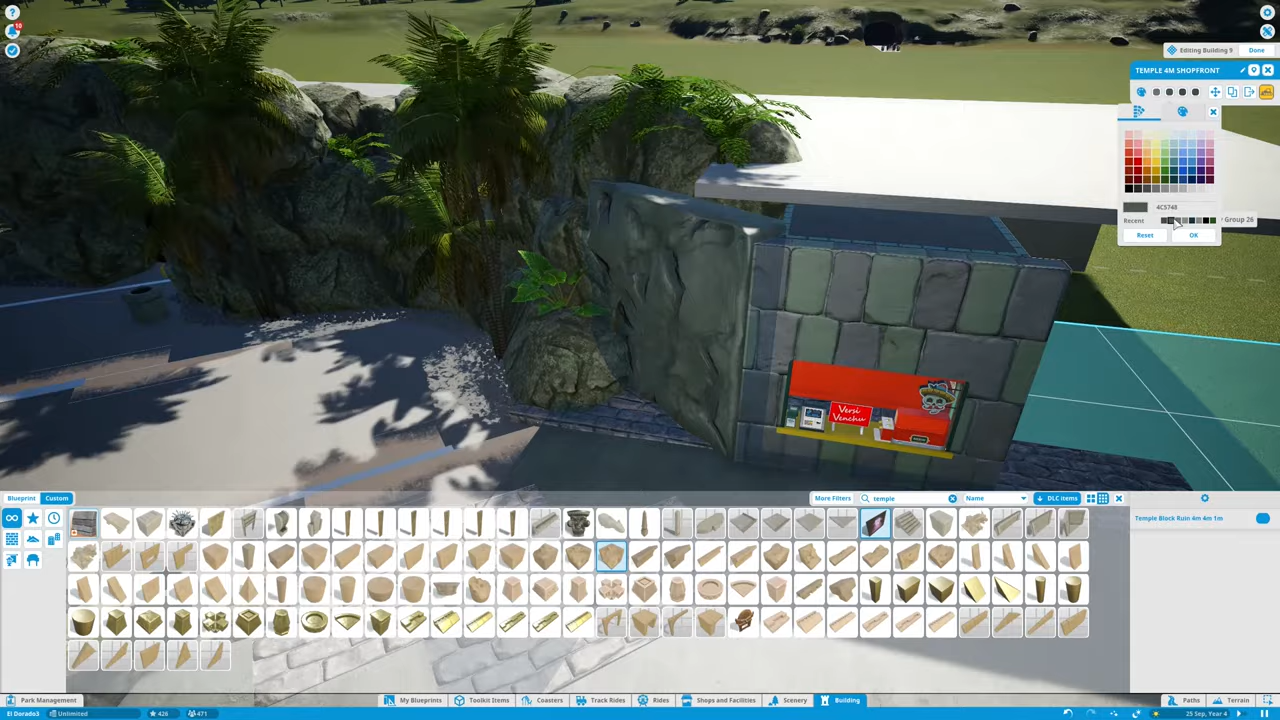 10
Editing Building 9
Done
TEMPLE 4M SHOPFRONT
4C5748
Recent
Group 26
Reset
OK
Versi
Venchu
Blueprint
Custom
More Filters
temple
Name
DLC items
Temple Block Ruin 4m 4m 1m
Park Management
My Blueprints
Toolkit Items
Coasters
Track Rides
Rides
Shops and Facilities
Scenery
Building
Paths
Terrain
El Dorado3
Unlimited
426
471
25 Sep, Year 4